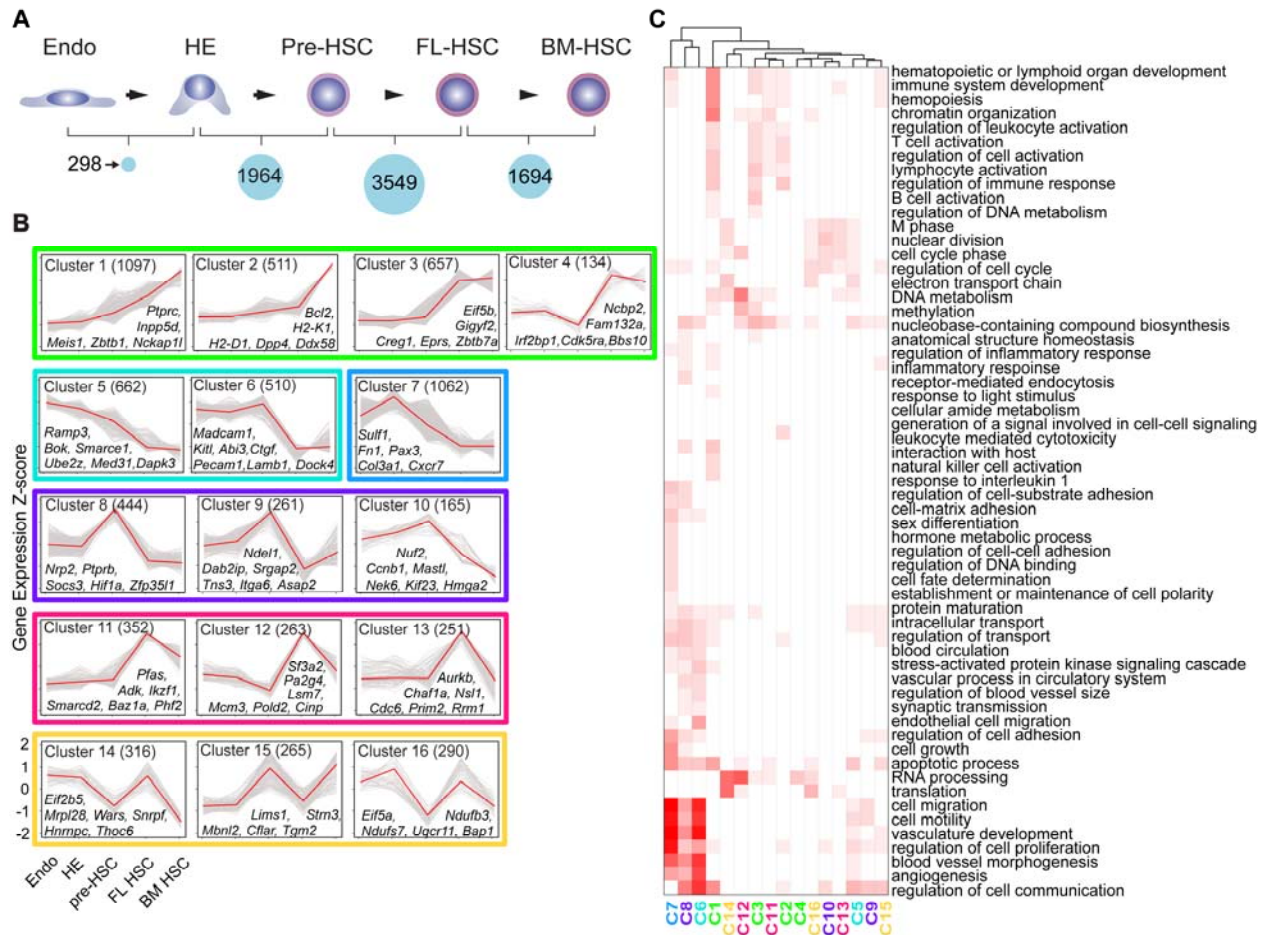 A
Endo HE Pre-HSC FL-HSC BM-HSC
298
1964
3549
1694
B
Gene Expression Z-score
Cluster 1 (1097)
Ptprc,
Inpp5d,
Meis1, Zbtb1, Nckap1l
Cluster 2 (511)
Bcl2,
H2-K1,
H2-D1, Dpp4, Ddx58
Cluster 3 (657)
Eif5b,
Gigyf2,
Creg1, Eprs, Zbtb7a
Cluster 4 (134)
Ncbp2,
Fam132a,
Irf2bp1,Cdk5ra,Bbs10
Cluster 5 (662)
Ramp3,
Bok, Smarce1,
Ube2z, Med31,Dapk3
Cluster 6 (510)
Madcam1,
Kitl, Abi3,Ctgf,
Pecam1,Lamb1, Dock4
Cluster 7 (1062)
Sulf1,
Fn1, Pax3,
Col3a1, Cxcr7
Cluster 8 (444)
Nrp2, Ptprb,
Socs3, Hif1a, Zfp35l1
Cluster 9 (261)
Ndel1,
Dab2ip, Srgap2,
Tns3, Itga6, Asap2
Cluster 10 (165)
Nuf2,
Ccnb1, Mastl,
Nek6, Kif23, Hmga2
Cluster 11 (352)
Pfas,
Adk, Ikzf1,
Smarcd2, Baz1a, Phf2
Cluster 12 (263)
Sf3a2,
Pa2g4,
Lsm7,
Mcm3, Pold2, Cinp
Cluster 13 (251)
Aurkb,
Chaf1a, Nsl1,
Cdc6, Prim2, Rrm1
2
1
0
-1
-2
Cluster 14 (316)
Eif2b5,
Mrpl28, Wars, Snrpf,
Hnrnpc, Thoc6
Cluster 15 (265)
Lims1, Strn3,
Mbnl2, Cflar, Tgm2
Cluster 16 (290)
Eif5a, Ndufb3,
Ndufs7, Uqcr11, Bap1
Endo
HE
pre-HSC
FL HSC
BM HSC
C
hematopoietic or lymphoid organ development
immune system development
hemopoiesis
chromatin organization
regulation of leukocyte activation
T cell activation
regulation of cell activation
lymphocyte activation
regulation of immune response
B cell activation
regulation of DNA metabolism
M phase
nuclear division
cell cycle phase
regulation of cell cycle
electron transport chain
DNA metabolism
methylation
nucleobase-containing compound biosynthesis
anatomical structure homeostasis
regulation of inflammatory response
inflammatory respoinse
receptor-mediated endocytosis
response to light stimulus
cellular amide metabolism
generation of a signal involved in cell-cell signaling
leukocyte mediated cytotoxicity
interaction with host
natural killer cell activation
response to interleukin 1
regulation of cell-substrate adhesion
cell-matrix adhesion
sex differentiation
hormone metabolic process
regulation of cell-cell adhesion
regulation of DNA binding
cell fate determination
establishment or maintenance of cell polarity
protein maturation
intracellular transport
regulation of transport
blood circulation
stress-activated protein kinase signaling cascade
vascular process in circulatory system
regulation of blood vessel size
synaptic transmission
endothelial cell migration
regulation of cell adhesion
cell growth
apoptotic process
RNA processing
translation
cell migration
cell motility
vasculature development
regulation of cell proliferation
blood vessel morphogenesis
angiogenesis
regulation of cell communication
C7 C8 C6 C1 C14 C12 C3 C11 C2 C4 C16 C10 C13 C5 C9 C15